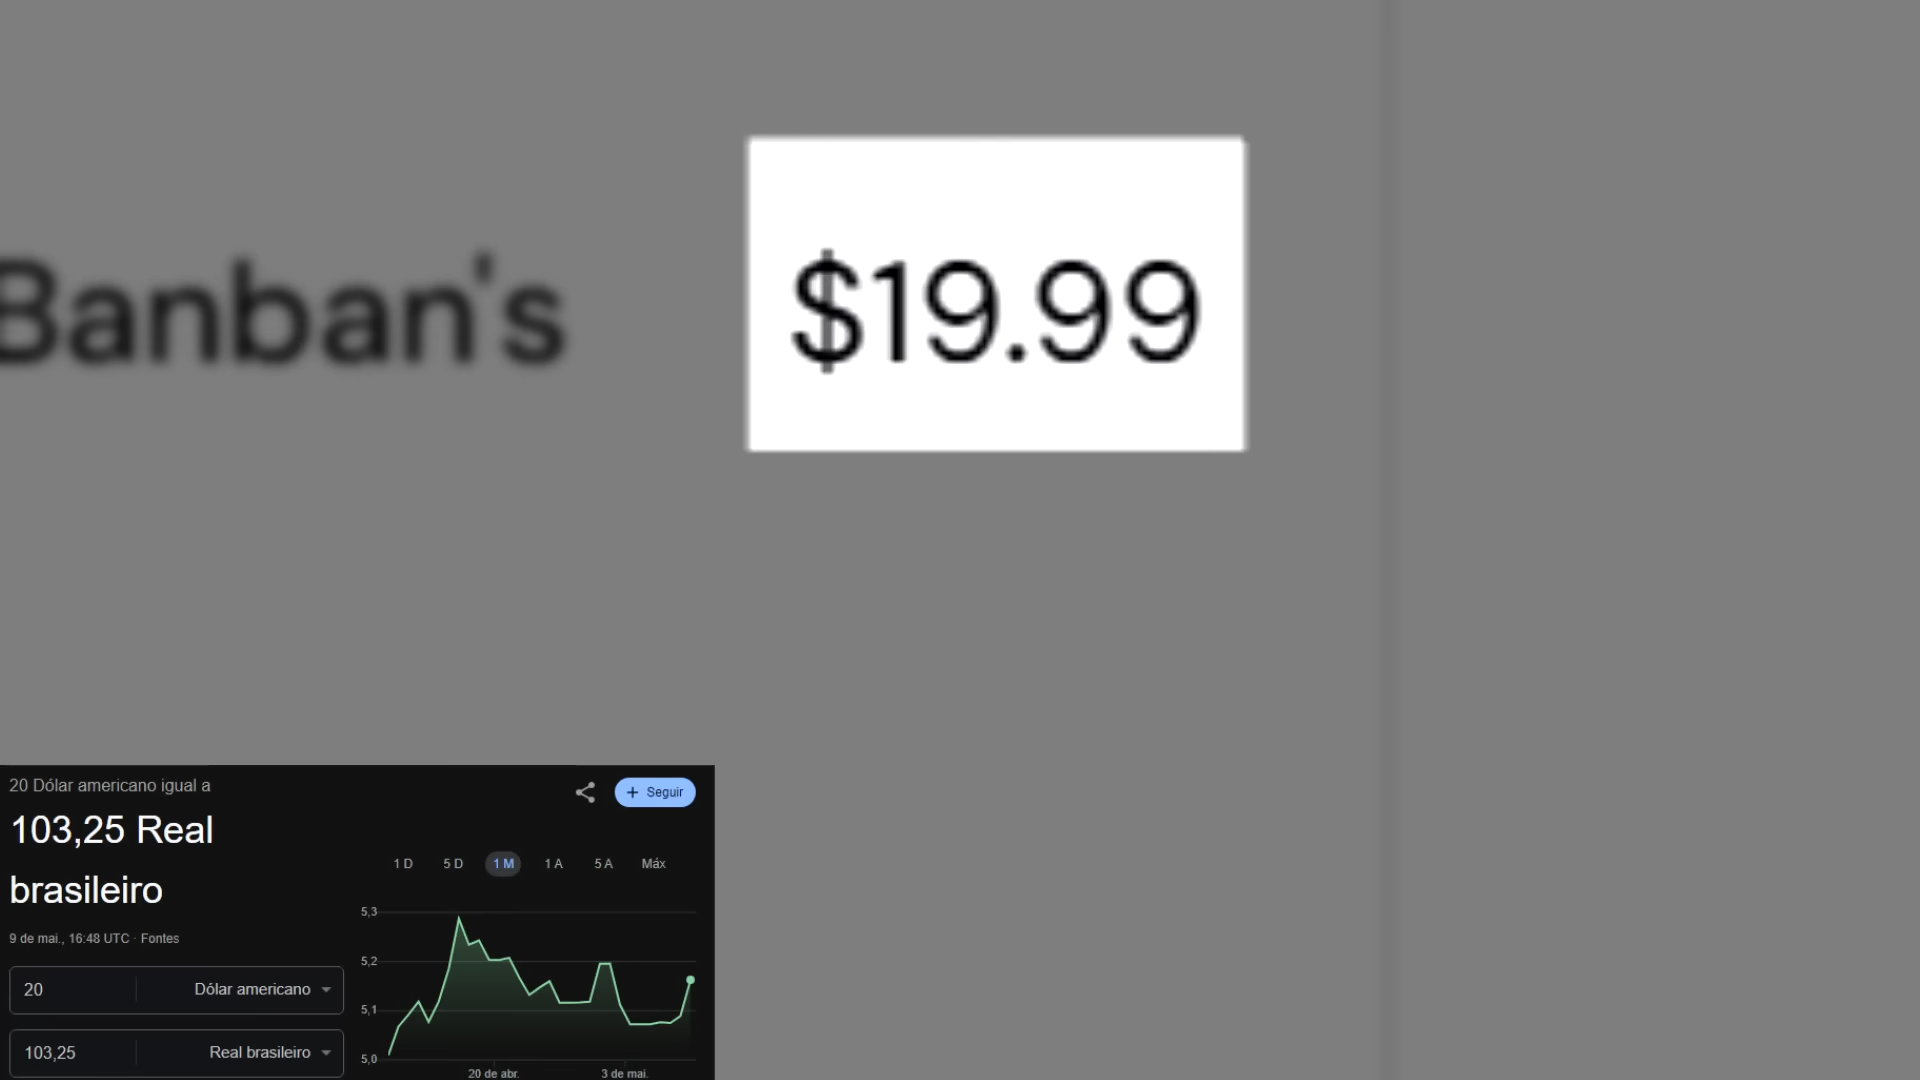 Banban's
$19.99
20 Dólar americano igual a
Seguir
103,25 Real
brasileiro
9 de mai., 16:48 UTC · Fontes
1 D 5 D 1 M 1 A 5 A Máx
20 Dólar americano
103,25 Real brasileiro
5,3
5,2
5,1
5,0
20 de abr. 3 de mai.